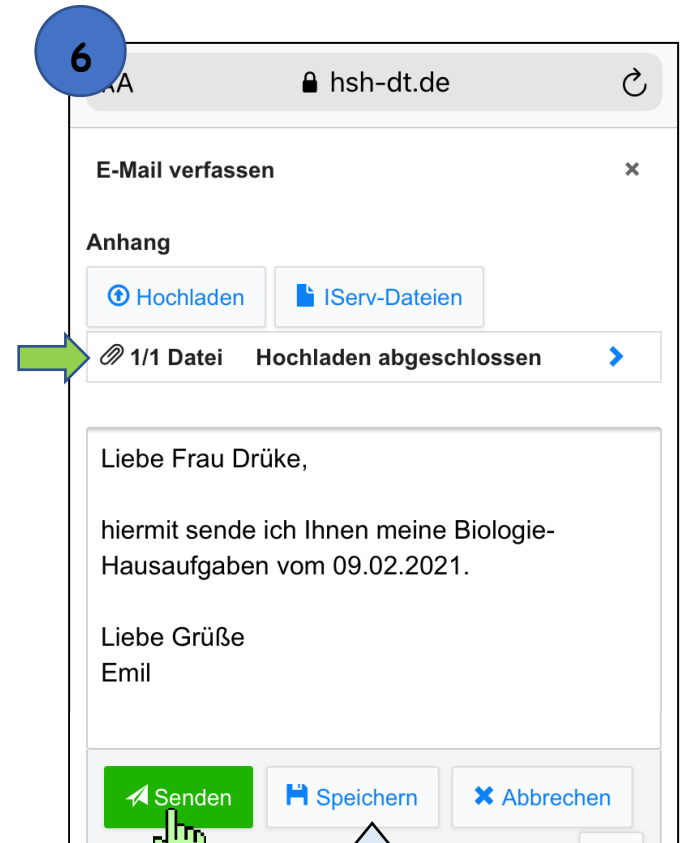 6
AA
hsh-dt.de
E-Mail verfassen
Anhang
Hochladen
IServ-Dateien
1/1 Datei Hochladen abgeschlossen
Liebe Frau Drüke,
hiermit sende ich Ihnen meine Biologie-
Hausaufgaben vom 09.02.2021.
Liebe Grüße
Emil
Senden
Speichern
Abbrechen